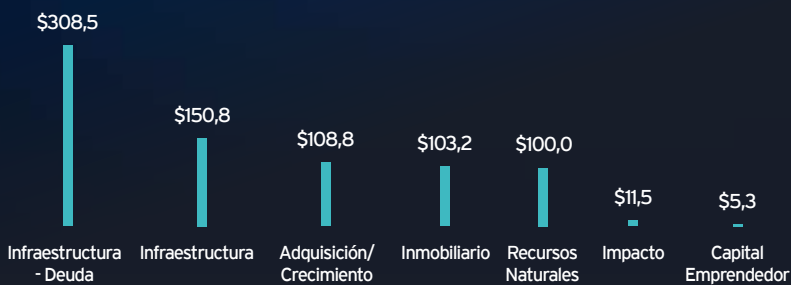 $308,5
$150,8
$108,8
$103,2
$100,0
$11,5
$5,3
Infraestructura
- Deuda
Infraestructura
Adquisición/
Crecimiento
Inmobiliario
Recursos
Naturales
Impacto
Capital
Emprendedor